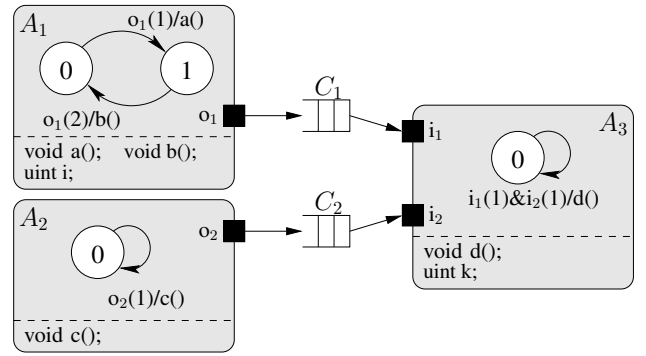 A₁
o₁(1)/a()
0
1
o₁(2)/b()
o₁
void a(); void b();
uint i;
C₁
i₁
A₃
0
i₁(1)&i₂(1)/d()
i₂
void d();
uint k;
A₂
o₂
0
o₂(1)/c()
void c();
C₂